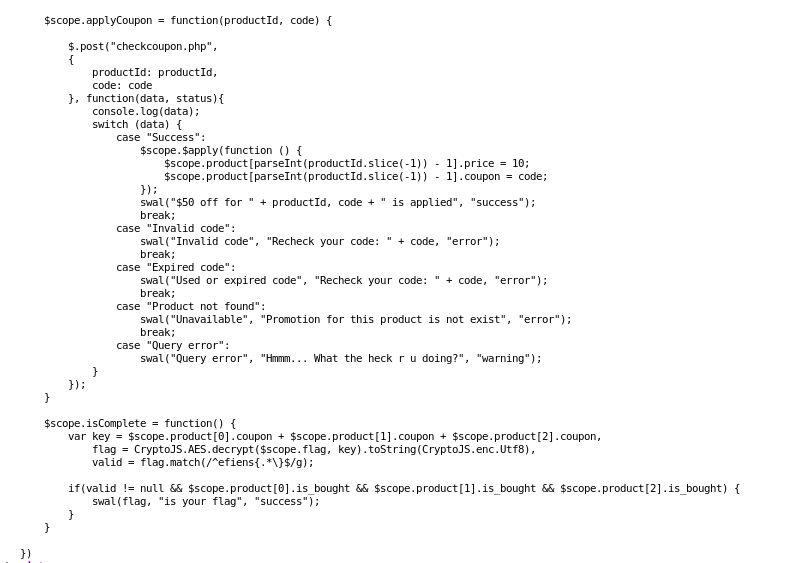 $scope.applyCoupon = function(productId, code) {
$.post("checkcoupon.php",
{
productId: productId,
code: code
}, function(data, status){
console.log(data);
switch (data) {
case "Success":
$scope.$apply(function () {
$scope.product[parseInt(productId.slice(-1)) - 1].price = 10;
$scope.product[parseInt(productId.slice(-1)) - 1].coupon = code;
});
swal("$50 off for " + productId, code + " is applied", "success");
break;
case "Invalid code":
swal("Invalid code", "Recheck your code: " + code, "error");
break;
case "Expired code":
swal("Used or expired code", "Recheck your code: " + code, "error");
break;
case "Product not found":
swal("Unavailable", "Promotion for this product is not exist", "error");
break;
case "Query error":
swal("Query error", "Hmmm... What the heck r u doing?", "warning");
}
});
}
$scope.isComplete = function() {
var key = $scope.product[0].coupon + $scope.product[1].coupon + $scope.product[2].coupon,
flag = CryptoJS.AES.decrypt($scope.flag, key).toString(CryptoJS.enc.Utf8),
valid = flag.match(/^efiens{.*\}$/g);
if(valid != null && $scope.product[0].is_bought && $scope.product[1].is_bought && $scope.product[2].is_bought) {
swal(flag, "is your flag", "success");
}
}
})